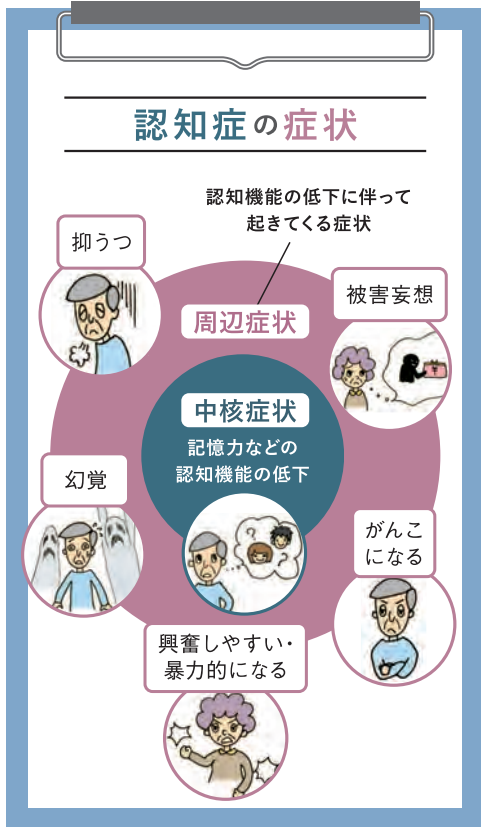 認知症の症状
認知機能の低下に伴って
起きてくる症状
抑うつ
被害妄想
周辺症状
中核症状
記憶力などの
認知機能の低下
幻覚
?
?
がんこ
になる
興奮しやすい・
暴力的になる